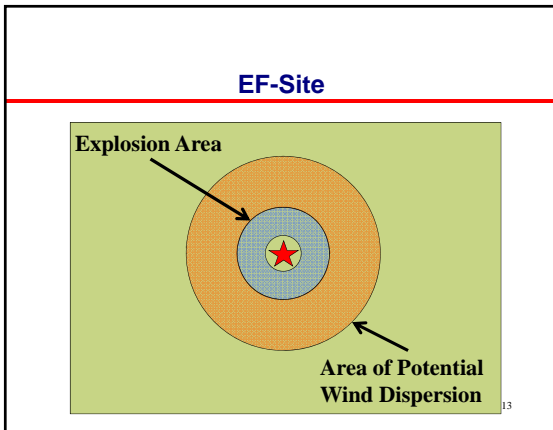 EF-Site
Explosion Area
Area of Potential
Wind Dispersion
13